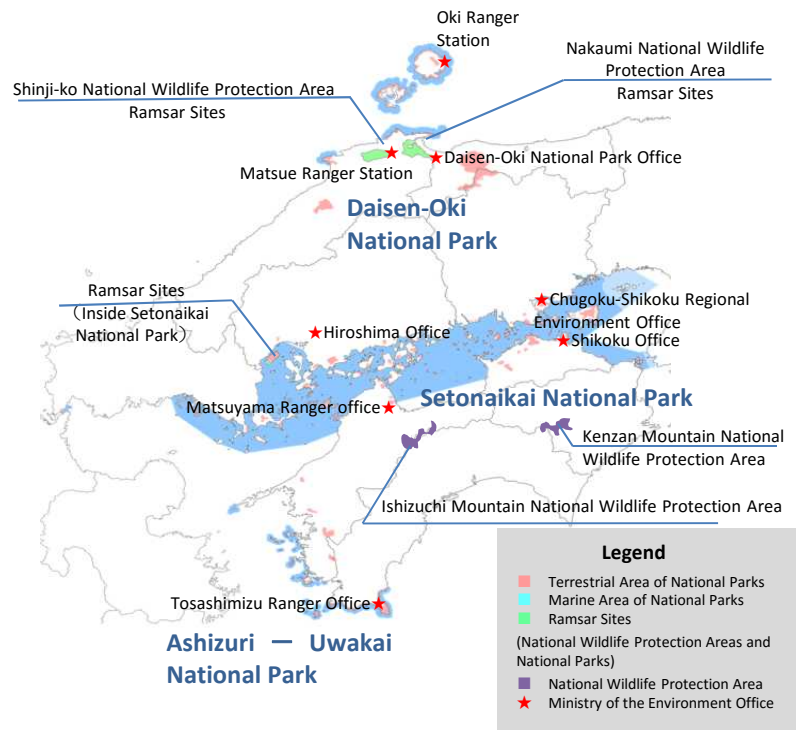 Oki Ranger
Station
Nakaumi National Wildlife
Protection Area
Ramsar Sites
Shinji-ko National Wildlife Protection Area
Ramsar Sites
Daisen-Oki National Park Office
Matsue Ranger Station
Daisen-Oki
National Park
Ramsar Sites
（Inside Setonaikai
National Park）
Chugoku-Shikoku Regional
Environment Office
Hiroshima Office
Shikoku Office
Setonaikai National Park
Matsuyama Ranger office
Kenzan Mountain National
Wildlife Protection Area
Ishizuchi Mountain National Wildlife Protection Area
Tosashimizu Ranger Office
Ashizuri － Uwakai
National Park
Legend
Terrestrial Area of National Parks
Marine Area of National Parks
Ramsar Sites
(National Wildlife Protection Areas and
National Parks)
National Wildlife Protection Area
Ministry of the Environment Office